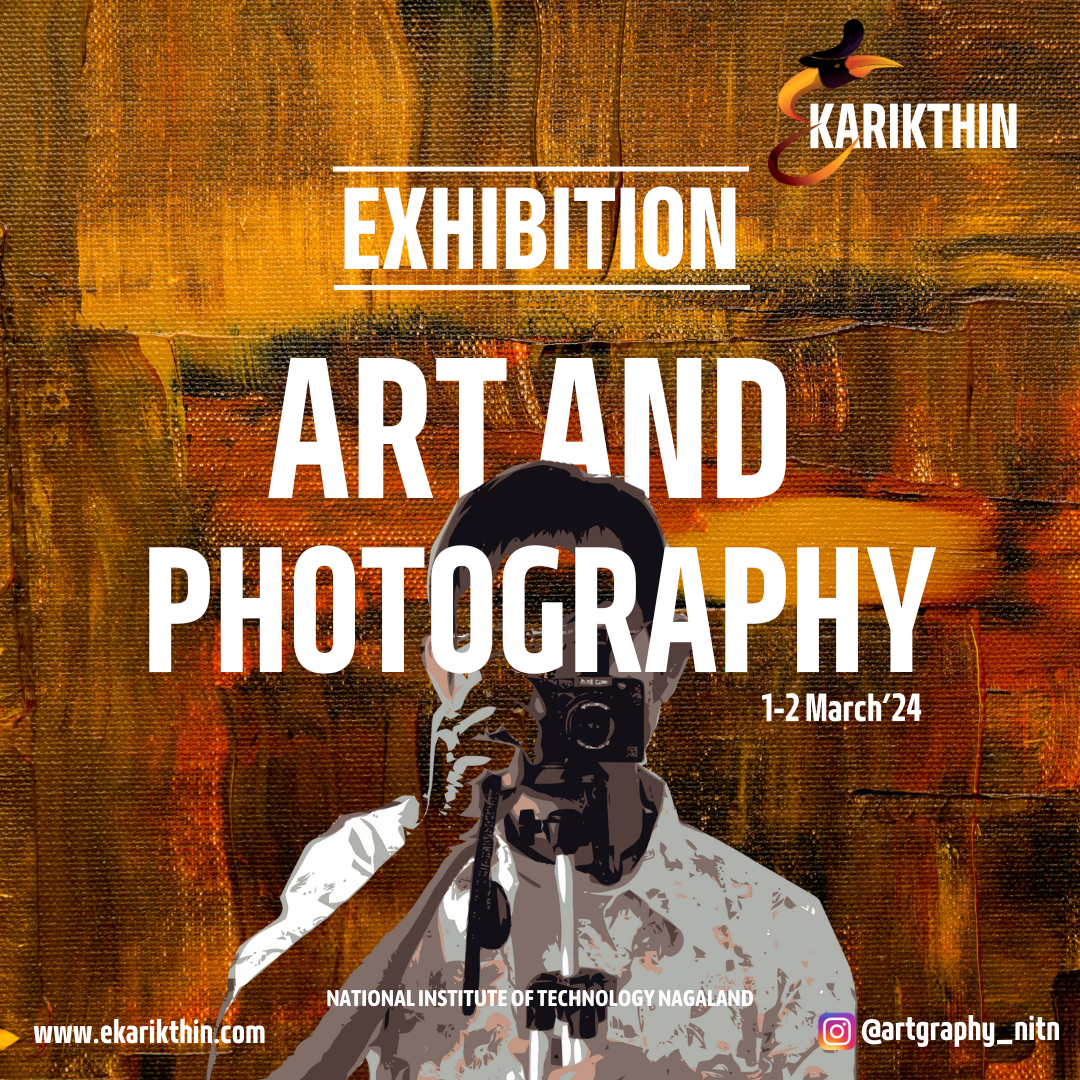 EKARIKTHIN
EXHIBITION
ART AND
PHOTOGRAPHY
1-2 March'24
NATIONAL INSTITUTE OF TECHNOLOGY NAGALAND
www.ekarikthin.com
@artgraphy_nitn